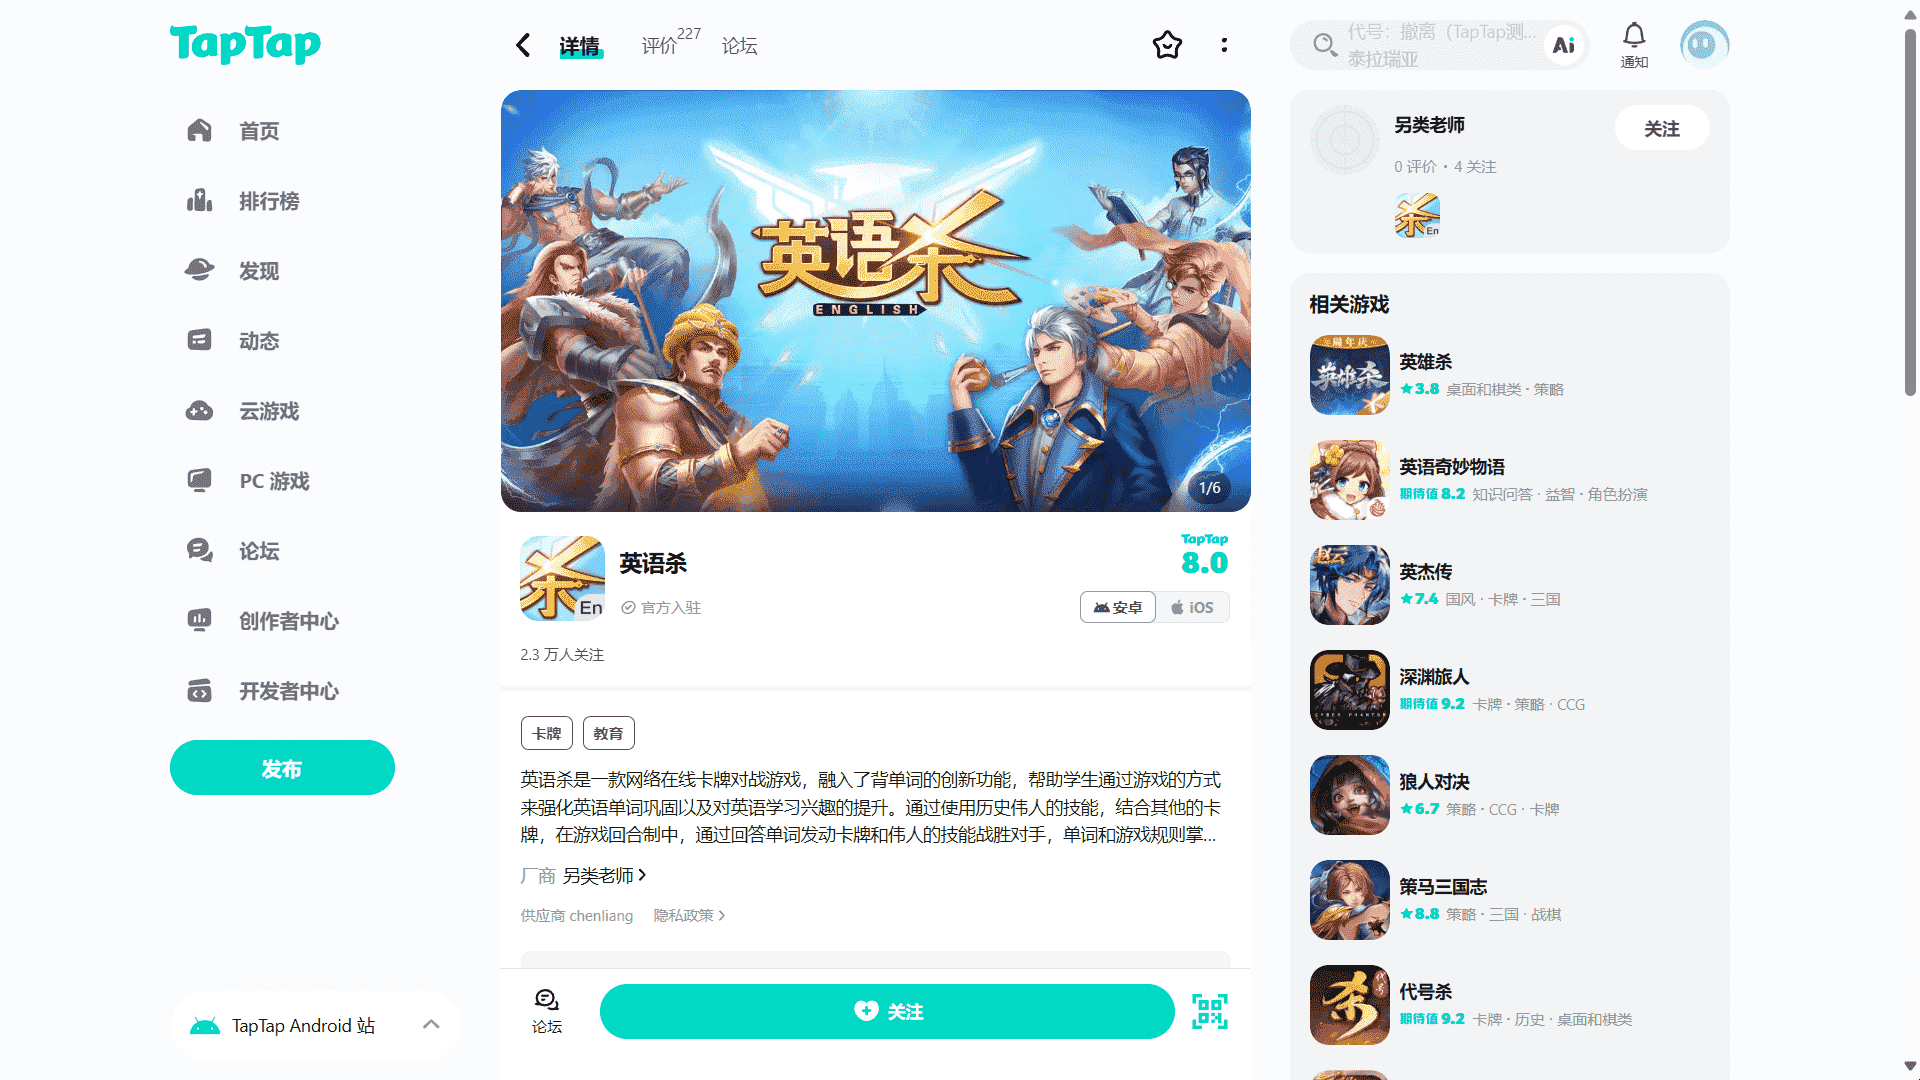 TapTap
首页
排行榜
发现
动态
云游戏
PC 游戏
论坛
创作者中心
开发者中心
发布
TapTap Android 站
详情
评价 227
论坛
英语杀
ENGLISH
1/6
En
英语杀
官方入驻
TapTap
8.0
安卓
iOS
2.3 万人关注
卡牌
教育
英语杀是一款网络在线卡牌对战游戏，融入了背单词的创新功能，帮助学生通过游戏的方式
来强化英语单词巩固以及对英语学习兴趣的提升。通过使用历史伟人的技能，结合其他的卡
牌，在游戏回合制中，通过回答单词发动卡牌和伟人的技能战胜对手，单词和游戏规则掌...
厂商 另类老师
供应商 chenliang 隐私政策
论坛
关注
代号：撤离（TapTap测...
泰拉瑞亚
Ai
通知
另类老师
关注
0 评价 · 4 关注
杀
En
相关游戏
周年庆
英雄杀
英雄杀
3.8 桌面和棋类 · 策略
英语奇妙物语
期待值 8.2 知识问答 · 益智 · 角色扮演
赵云
英杰传
7.4 国风 · 卡牌 · 三国
CYBER PHANTOM
深渊旅人
期待值 9.2 卡牌 · 策略 · CCG
狼人对决
6.7 策略 · CCG · 卡牌
策马三国志
8.8 策略 · 三国 · 战棋
代号
杀
代号杀
期待值 9.2 卡牌 · 历史 · 桌面和棋类